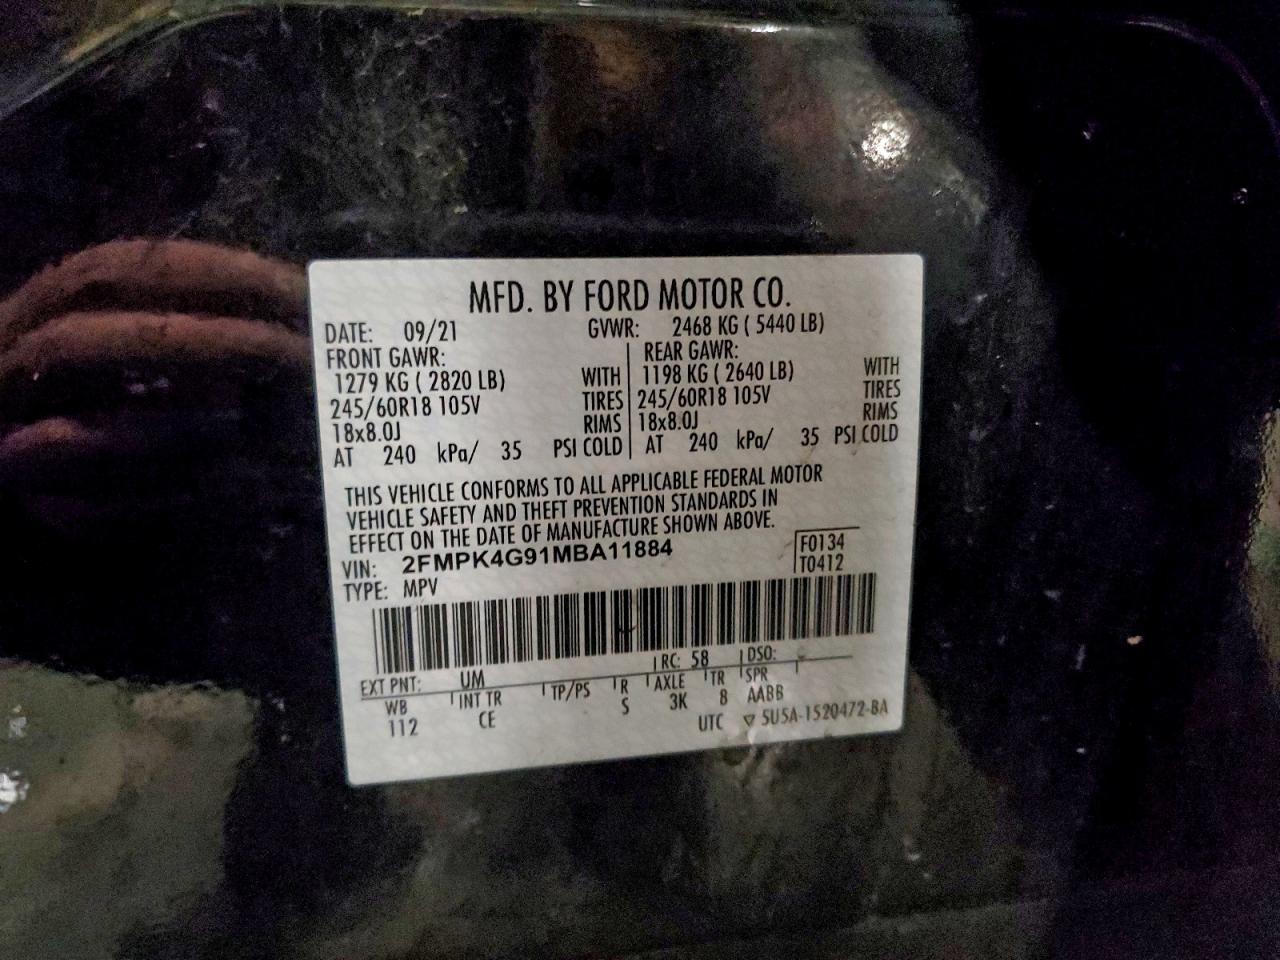 MFD. BY FORD MOTOR CO.
DATE: 09/21 GVWR: 2468 KG ( 5440 LB)
FRONT GAWR: REAR GAWR:
1279 KG ( 2820 LB) WITH 1198 KG ( 2640 LB) WITH
245/60R18 105V TIRES 245/60R18 105V TIRES
18x8.0J RIMS 18x8.0J RIMS
AT 240 kPa/ 35 PSI COLD AT 240 kPa/ 35 PSI COLD
THIS VEHICLE CONFORMS TO ALL APPLICABLE FEDERAL MOTOR
VEHICLE SAFETY AND THEFT PREVENTION STANDARDS IN
EFFECT ON THE DATE OF MANUFACTURE SHOWN ABOVE.
VIN: 2FMPK4G91MBA11884 F0134
TYPE: MPV T0412
EXT PNT: UM RC: 58 DSO:
WB INT TR TP/PS R AXLE TR SPR
112 CE S 3K 8 AABB
UTC ▽ 5U5A-1520472-BA